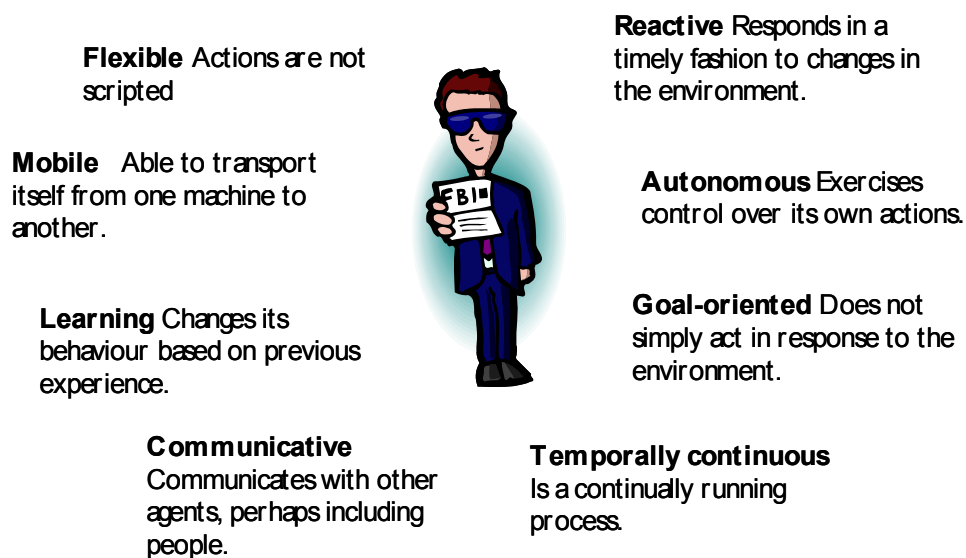 Flexible Actions are not
scripted
Mobile Able to transport
itself from one machine to
another.
Learning Changes its
behaviour based on previous
experience.
Communicative
Communicates with other
agents, perhaps including
people.
FBI
Reactive Responds in a
timely fashion to changes in
the environment.
Autonomous Exercises
control over its own actions.
Goal-oriented Does not
simply act in response to the
environment.
Temporally continuous
Is a continually running
process.